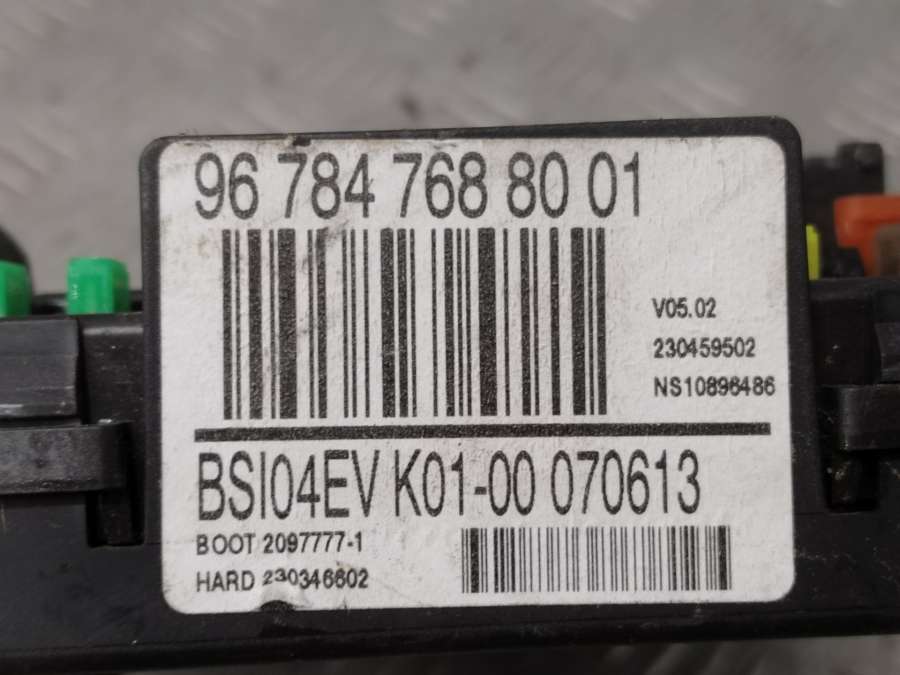 96 784 768 80 01
V05.02
230459502
NS10896486
BSI04EV K01-00 070613
BOOT 2097777-1
HARD 230346602